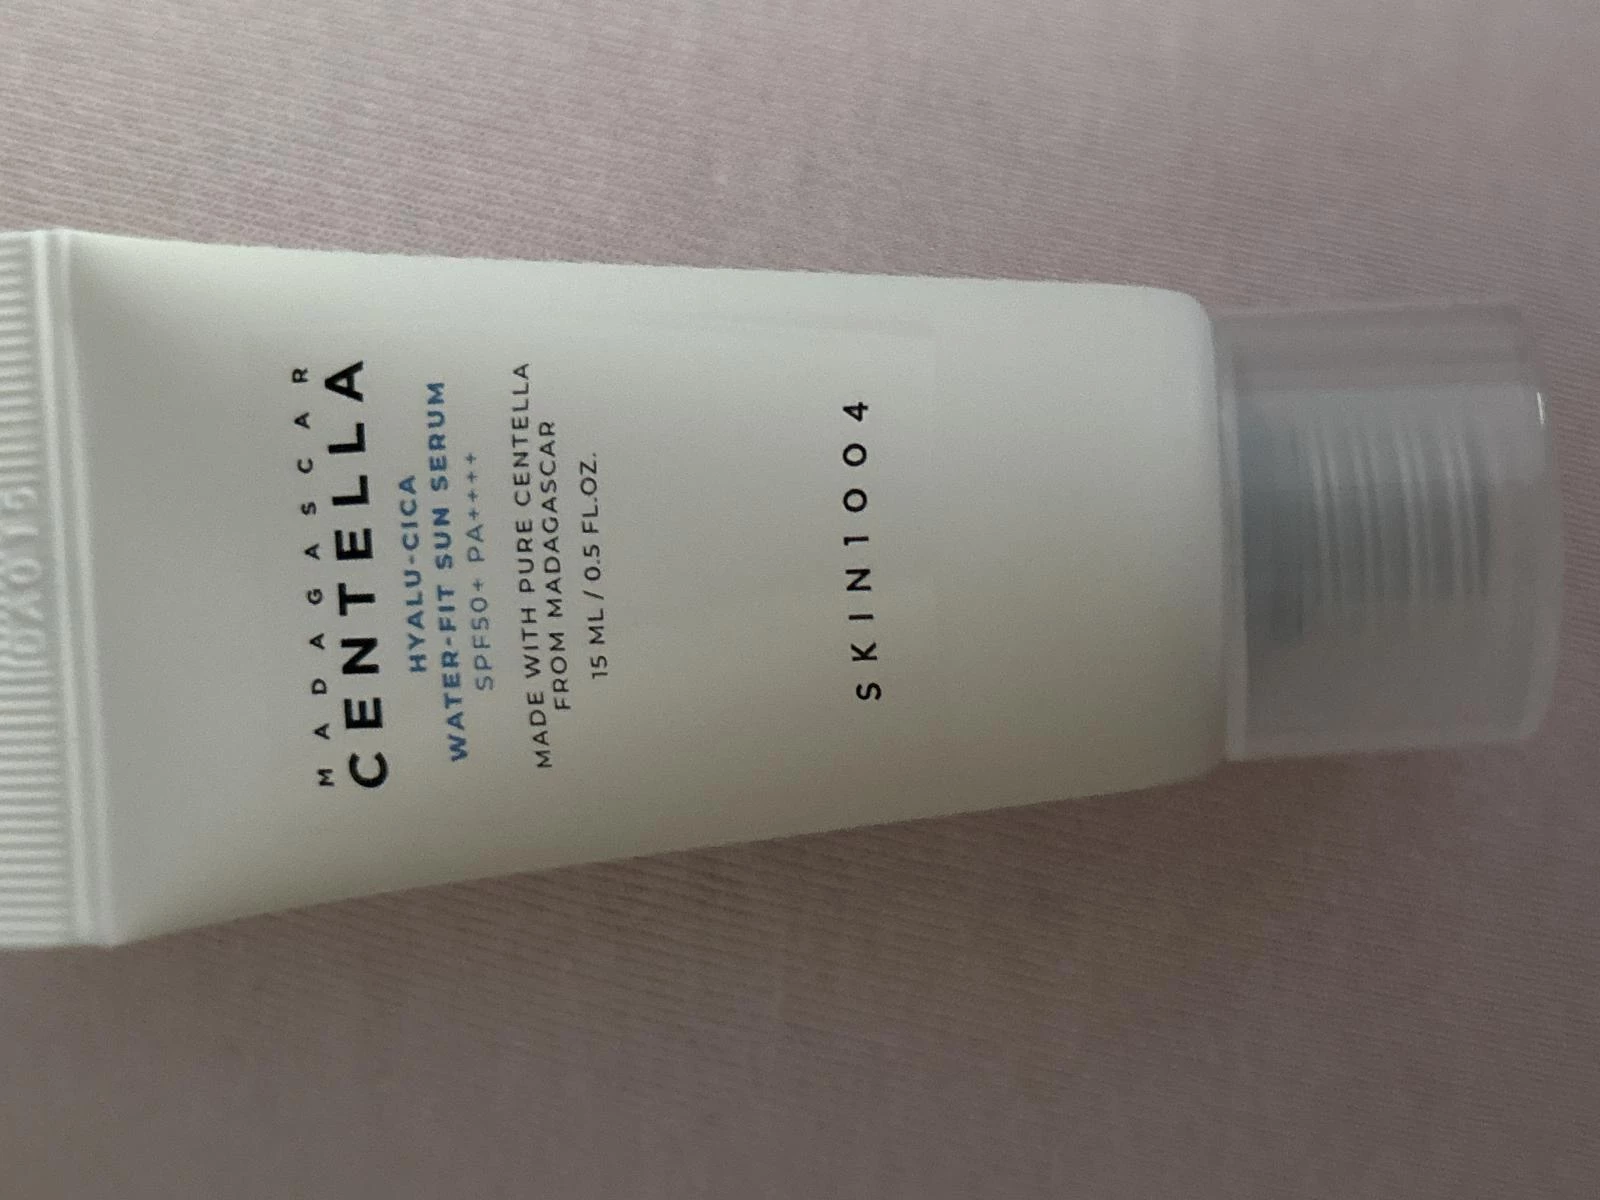 MADAGASCAR
CENTELLA
HYALU-CICA
WATER-FIT SUN SERUM
SPF50+ PA++++
MADE WITH PURE CENTELLA
FROM MADAGASCAR
15 ML / 0.5 FL.OZ.
SKIN1004